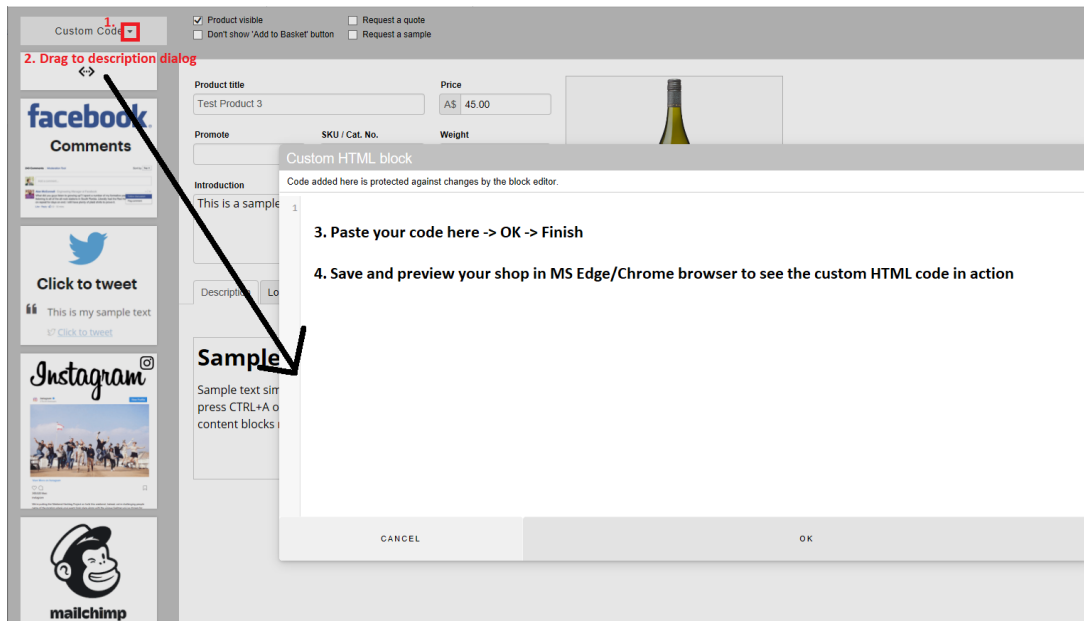 1.
Custom Code
Product visible
Request a quote
Don't show 'Add to Basket' button
Request a sample
2. Drag to description dialog
facebook
Comments
Click to tweet
This is my sample text
Click to tweet
Instagram
mailchimp
Product title
Price
Test Product 3
A$ 45.00
Promote
SKU / Cat. No.
Weight
Introduction
This is a sample
Description
Lo
Sample
Sample text sim
press CTRL+A o
content blocks
Custom HTML block
Code added here is protected against changes by the block editor.
1
3. Paste your code here -> OK -> Finish
4. Save and preview your shop in MS Edge/Chrome browser to see the custom HTML code in action
CANCEL
OK